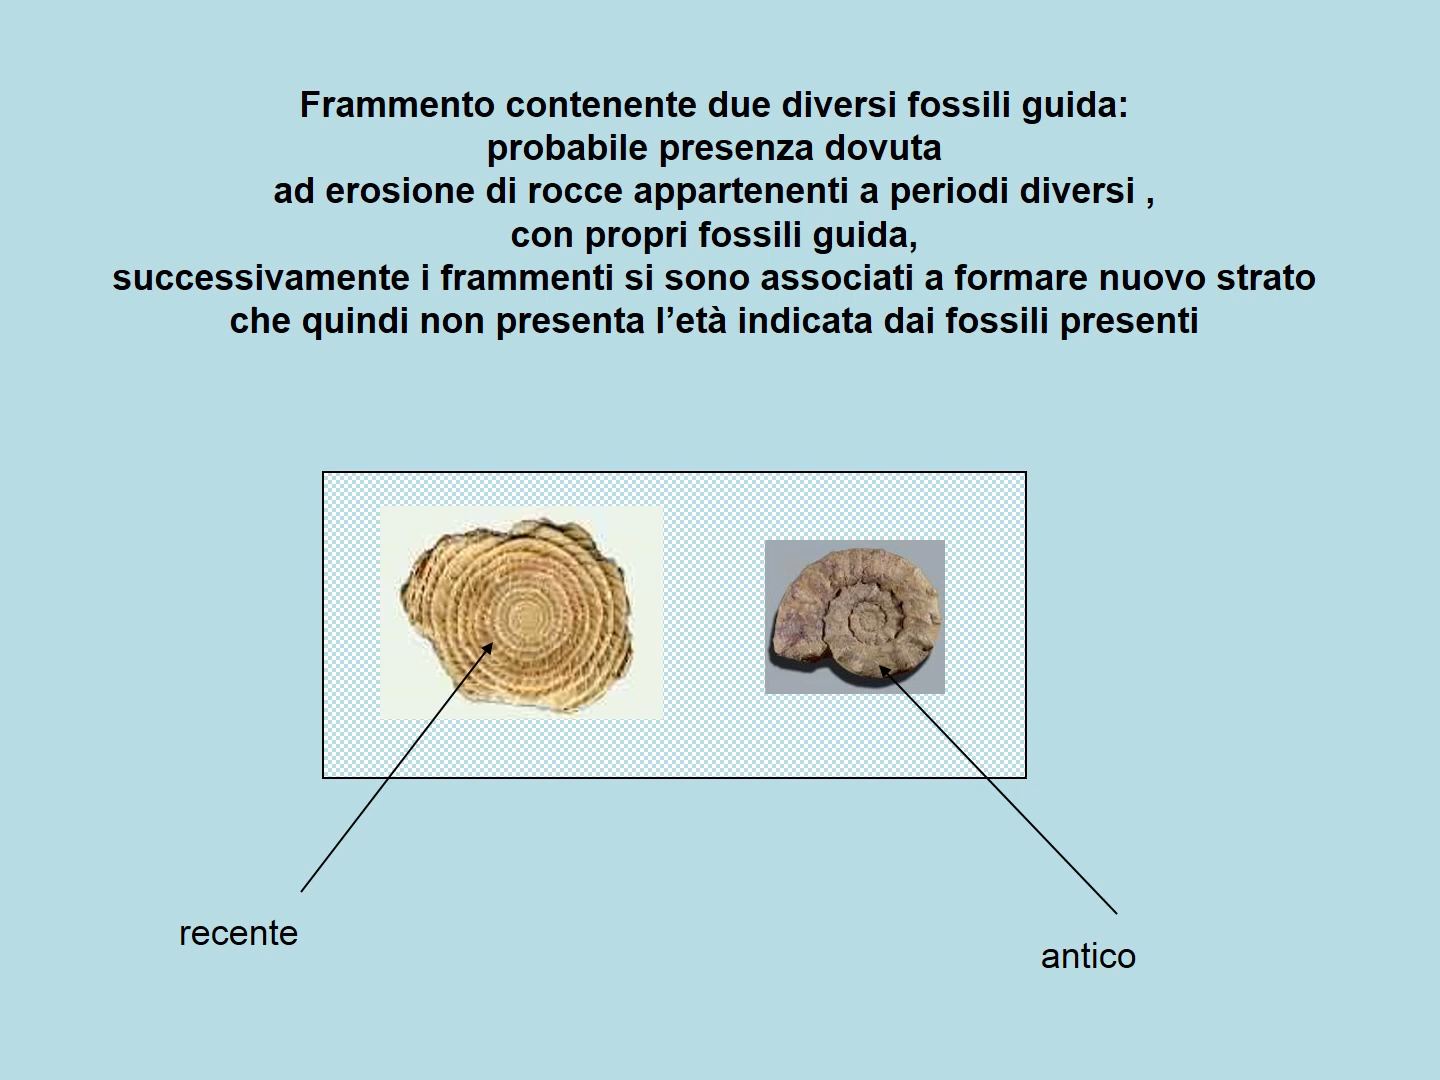 Frammento contenente due diversi fossili guida:
probabile presenza dovuta
ad erosione di rocce appartenenti a periodi diversi ,
con propri fossili guida,
successivamente i frammenti si sono associati a formare nuovo strato
che quindi non presenta l’età indicata dai fossili presenti
recente
antico